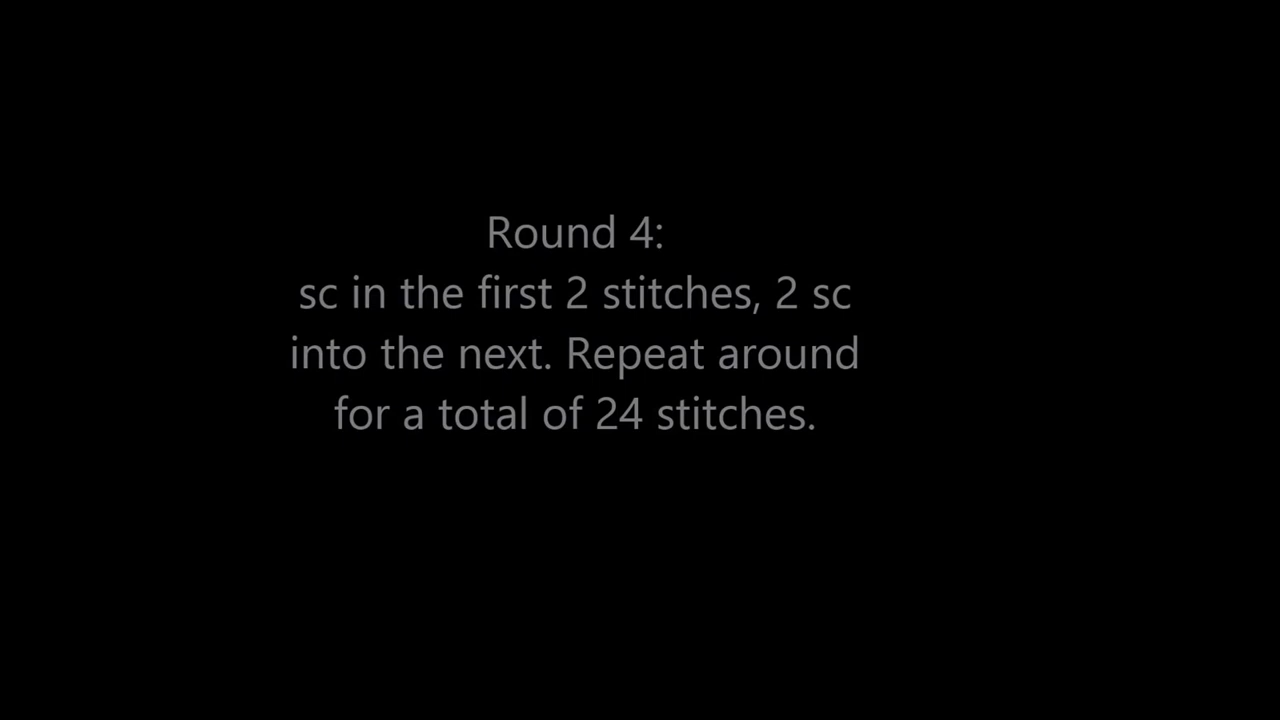 Round 4:
sc in the first 2 stitches, 2 sc
into the next. Repeat around
for a total of 24 stitches.